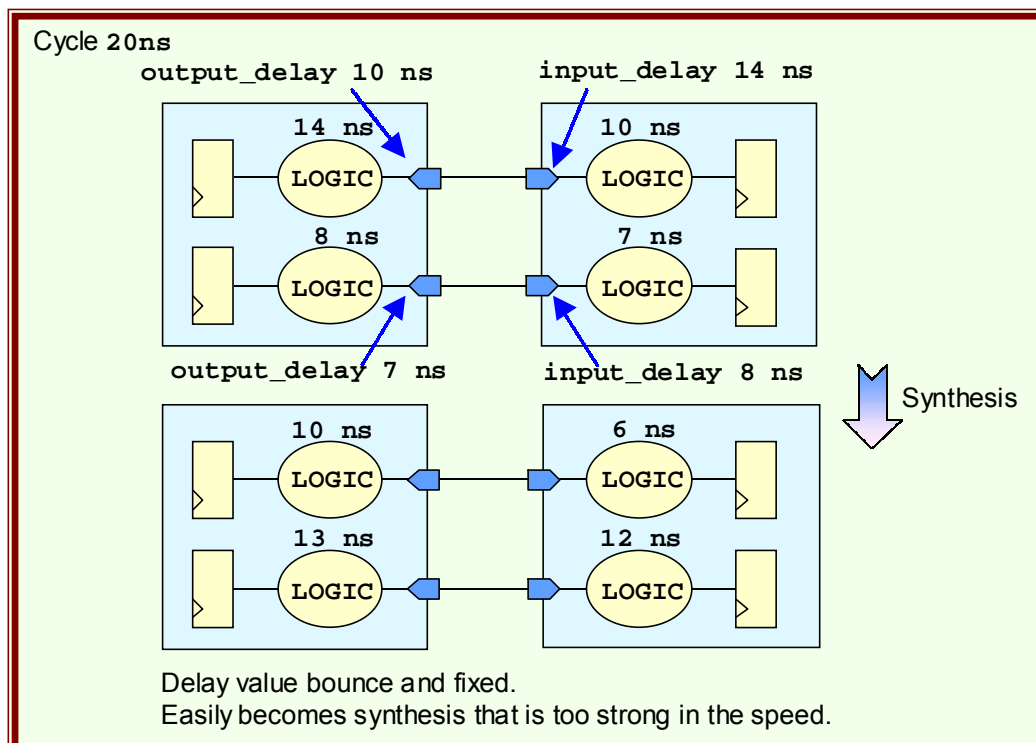 Cycle 20ns
output_delay 10 ns
input_delay 14 ns
14 ns
10 ns
LOGIC
LOGIC
8 ns
7 ns
LOGIC
LOGIC
output_delay 7 ns
input_delay 8 ns
Synthesis
10 ns
6 ns
LOGIC
LOGIC
13 ns
12 ns
LOGIC
LOGIC
Delay value bounce and fixed.
Easily becomes synthesis that is too strong in the speed.